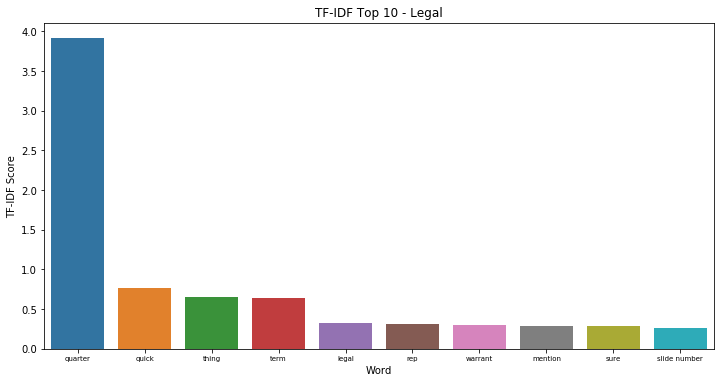 TF-IDF Top 10 - Legal
TF-IDF Score
4.0
3.5
3.0
2.5
2.0
1.5
1.0
0.5
0.0
quarter quick thing term legal rep warrant mention sure slide number
Word